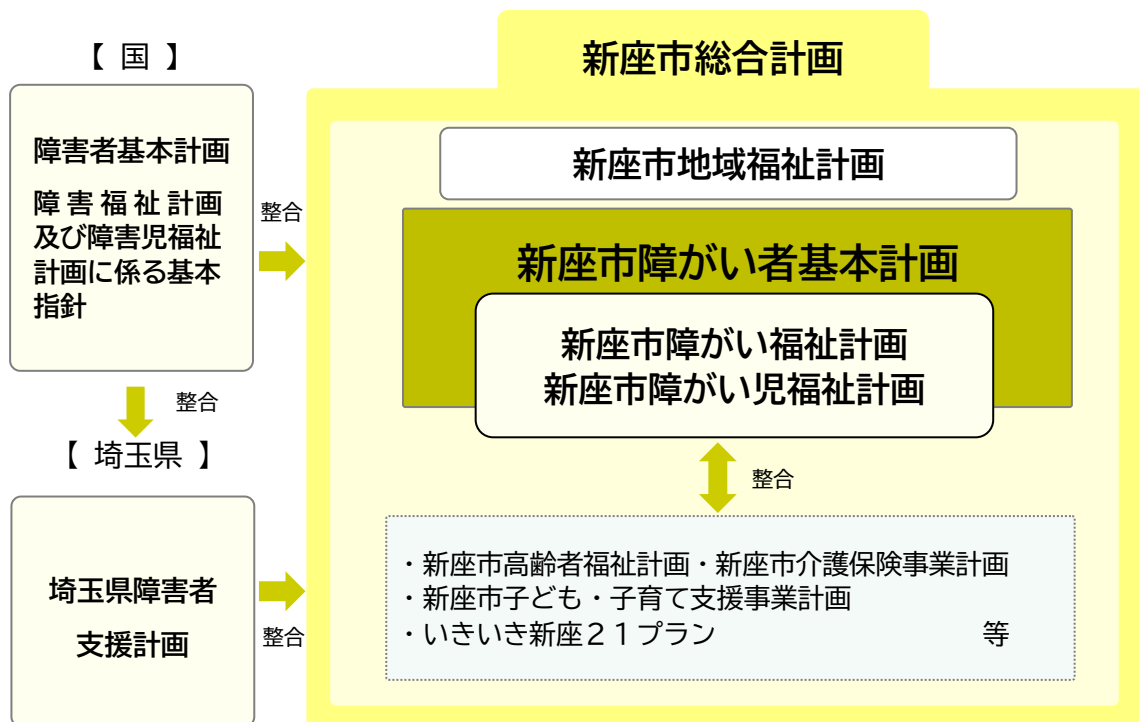 【 国 】
障害者基本計画
障害福祉計画
及び障害児福祉
計画に係る基本
指針
整合
整合
【 埼玉県 】
埼玉県障害者
支援計画
整合
新座市総合計画
新座市地域福祉計画
新座市障がい者基本計画
新座市障がい福祉計画
新座市障がい児福祉計画
整合
・新座市高齢者福祉計画・新座市介護保険事業計画
・新座市子ども・子育て支援事業計画
・いきいき新座２１プラン 等